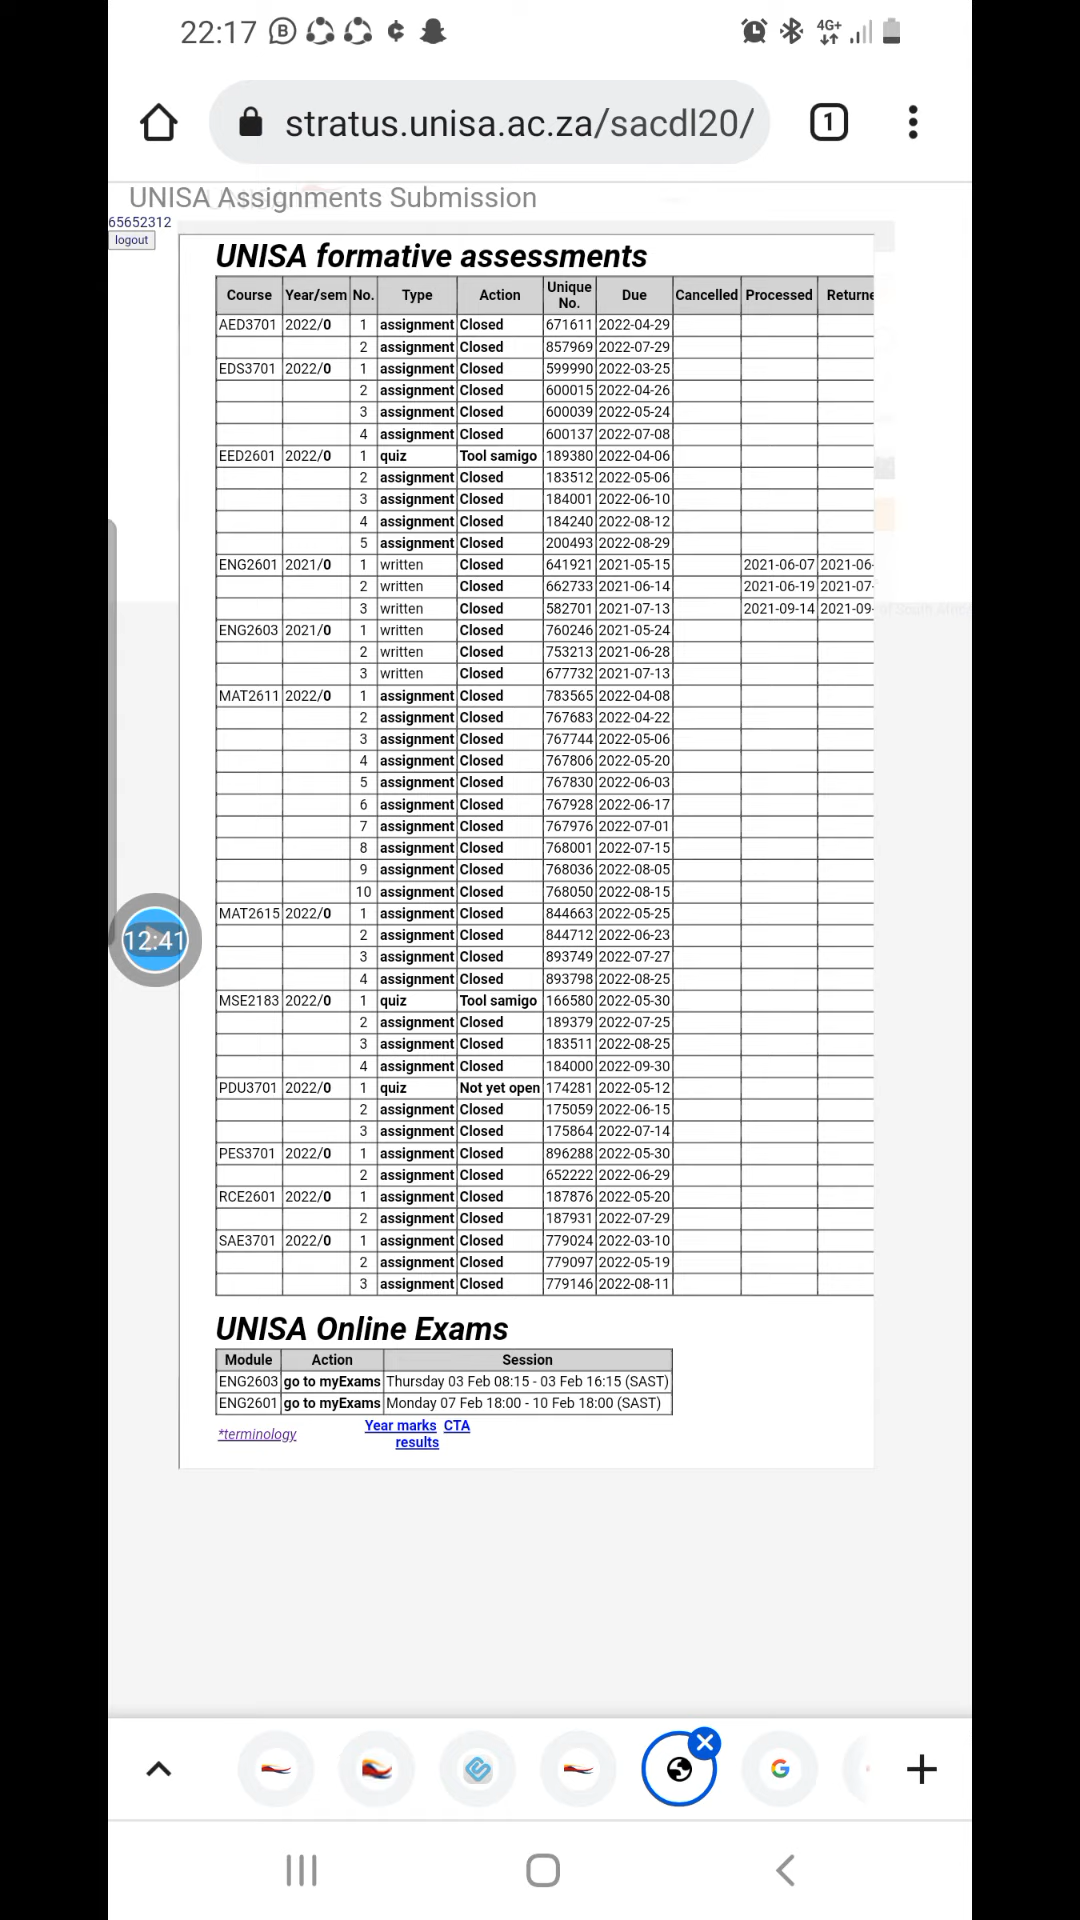 22:17
4G+
stratus.unisa.ac.za/sacdl20/
1
UNISA Assignments Submission
65652312
logout
UNISA formative assessments
Course Year/sem No. Type Action Unique No. Due Cancelled Processed Returne
AED3701 2022/0 1 assignment Closed 671611 2022-04-29
2 assignment Closed 857969 2022-07-29
EDS3701 2022/0 1 assignment Closed 599990 2022-03-25
2 assignment Closed 600015 2022-04-26
3 assignment Closed 600039 2022-05-24
4 assignment Closed 600137 2022-07-08
EED2601 2022/0 1 quiz Tool samigo 189380 2022-04-06
2 assignment Closed 183512 2022-05-06
3 assignment Closed 184001 2022-06-10
4 assignment Closed 184240 2022-08-12
5 assignment Closed 200493 2022-08-29
ENG2601 2021/0 1 written Closed 641921 2021-05-15 2021-06-07 2021-06-
2 written Closed 662733 2021-06-14 2021-06-19 2021-07-
3 written Closed 582701 2021-07-13 2021-09-14 2021-09-
ENG2603 2021/0 1 written Closed 760246 2021-05-24
2 written Closed 753213 2021-06-28
3 written Closed 677732 2021-07-13
MAT2611 2022/0 1 assignment Closed 783565 2022-04-08
2 assignment Closed 767683 2022-04-22
3 assignment Closed 767744 2022-05-06
4 assignment Closed 767806 2022-05-20
5 assignment Closed 767830 2022-06-03
6 assignment Closed 767928 2022-06-17
7 assignment Closed 767976 2022-07-01
8 assignment Closed 768001 2022-07-15
9 assignment Closed 768036 2022-08-05
10 assignment Closed 768050 2022-08-15
MAT2615 2022/0 1 assignment Closed 844663 2022-05-25
2 assignment Closed 844712 2022-06-23
12:41
3 assignment Closed 893749 2022-07-27
4 assignment Closed 893798 2022-08-25
MSE2183 2022/0 1 quiz Tool samigo 166580 2022-05-30
2 assignment Closed 189379 2022-07-25
3 assignment Closed 183511 2022-08-25
4 assignment Closed 184000 2022-09-30
PDU3701 2022/0 1 quiz Not yet open 174281 2022-05-12
2 assignment Closed 175059 2022-06-15
3 assignment Closed 175864 2022-07-14
PES3701 2022/0 1 assignment Closed 896288 2022-05-30
2 assignment Closed 652222 2022-06-29
RCE2601 2022/0 1 assignment Closed 187876 2022-05-20
2 assignment Closed 187931 2022-07-29
SAE3701 2022/0 1 assignment Closed 779024 2022-03-10
2 assignment Closed 779097 2022-05-19
3 assignment Closed 779146 2022-08-11
UNISA Online Exams
Module Action Session
ENG2603 go to myExams Thursday 03 Feb 08:15 - 03 Feb 16:15 (SAST)
ENG2601 go to myExams Monday 07 Feb 18:00 - 10 Feb 18:00 (SAST)
*terminology
Year marks CTA
results